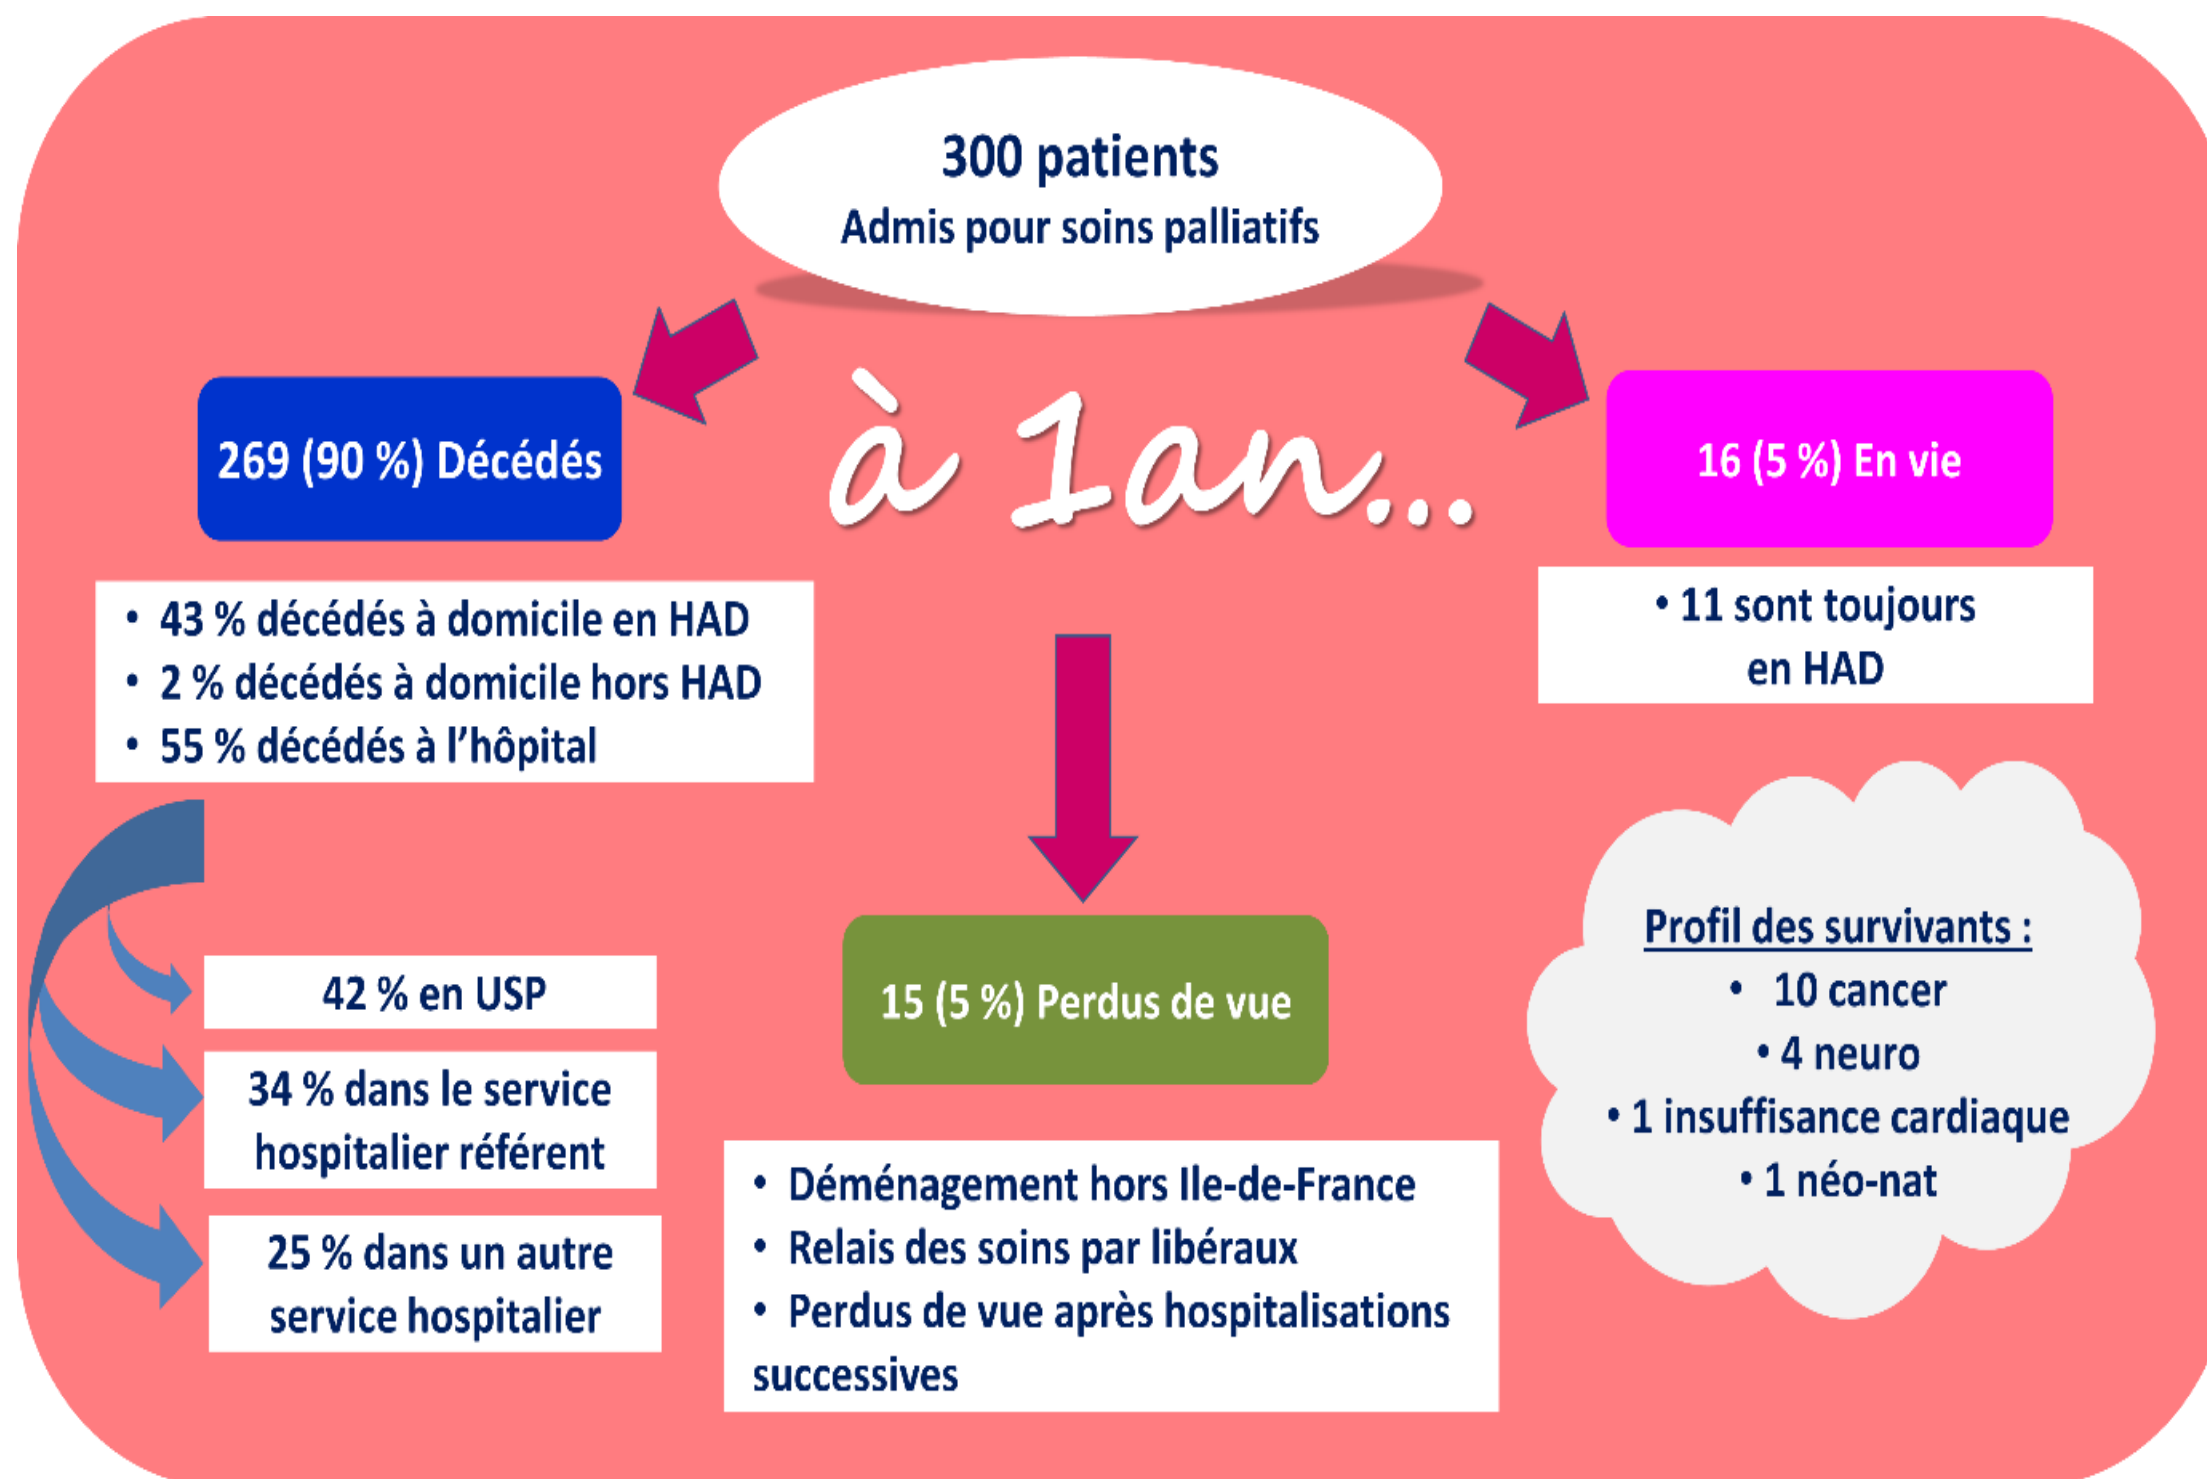 300 patients
Admis pour soins palliatifs
à 1an...
269 (90 %) Décédés
• 43 % décédés à domicile en HAD
• 2 % décédés à domicile hors HAD
• 55 % décédés à l'hôpital
42 % en USP
34 % dans le service
hospitalier référent
25 % dans un autre
service hospitalier
15 (5 %) Perdus de vue
• Déménagement hors Ile-de-France
• Relais des soins par libéraux
• Perdus de vue après hospitalisations
successives
16 (5 %) En vie
• 11 sont toujours
en HAD
Profil des survivants :
• 10 cancer
• 4 neuro
• 1 insuffisance cardiaque
• 1 néo-nat